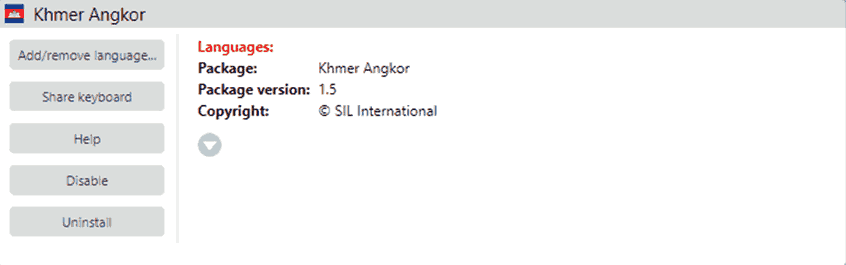 Khmer Angkor
Add/remove language...
Share keyboard
Help
Disable
Uninstall
Languages:
Package: Khmer Angkor
Package version: 1.5
Copyright: © SIL International